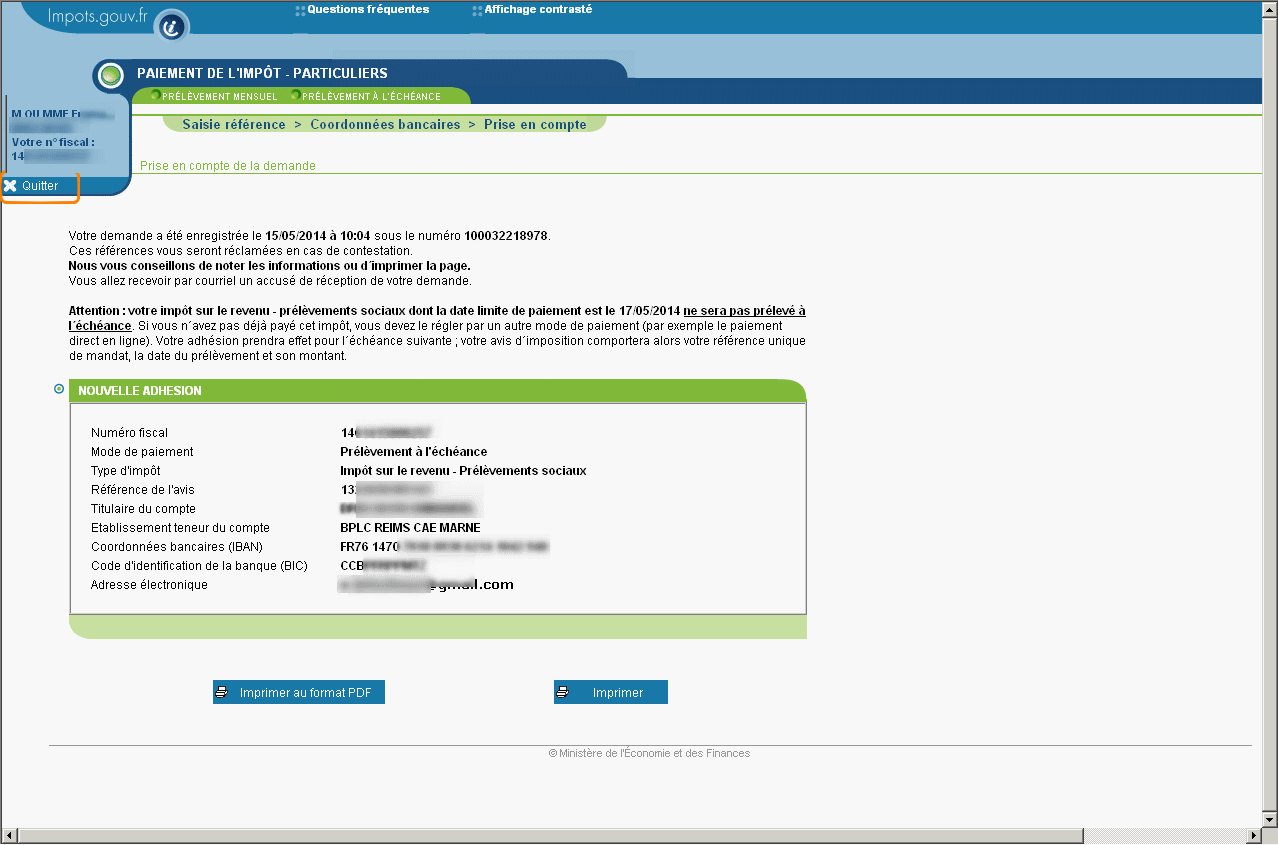 Impots.gouv.fr
Questions fréquentes
Affichage contrasté
PAIEMENT DE L'IMPÔT - PARTICULIERS
PRÉLÈVEMENT MENSUEL
PRÉLÈVEMENT À L'ÉCHÉANCE
M OU MME
Saisie référence > Coordonnées bancaires > Prise en compte
Votre n° fiscal :
14
Prise en compte de la demande
Quitter
Votre demande a été enregistrée le 15/05/2014 à 10:04 sous le numéro 100032218978.
Ces références vous seront réclamées en cas de contestation.
Nous vous conseillons de noter les informations ou d´imprimer la page.
Vous allez recevoir par courriel un accusé de réception de votre demande.
Attention : votre impôt sur le revenu - prélèvements sociaux dont la date limite de paiement est le 17/05/2014 ne sera pas prélevé à
l´échéance. Si vous n´avez pas déjà payé cet impôt, vous devez le régler par un autre mode de paiement (par exemple le paiement
direct en ligne). Votre adhésion prendra effet pour l´échéance suivante ; votre avis d´imposition comportera alors votre référence unique
de mandat, la date du prélèvement et son montant.
NOUVELLE ADHESION
Numéro fiscal 14
Mode de paiement Prélèvement à l'échéance
Type d'impôt Impôt sur le revenu - Prélèvements sociaux
Référence de l'avis 13
Titulaire du compte
Etablissement teneur du compte BPLC REIMS CAE MARNE
Coordonnées bancaires (IBAN) FR76 1470
Code d'identification de la banque (BIC) CCB
Adresse électronique @gmail.com
Imprimer au format PDF
Imprimer
© Ministère de l'Économie et des Finances